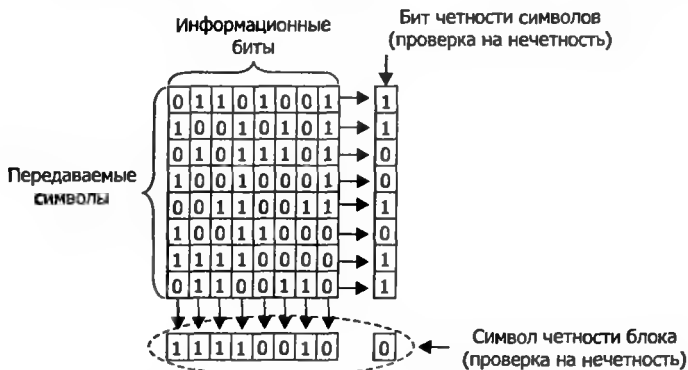 Информационные
биты
Бит четности символов
(проверка на нечетность)
0 1 1 0 1 0 0 1 1
1 0 0 1 0 1 0 1 1
0 1 0 1 1 1 0 1 0
1 0 0 1 0 0 0 1 0
Передаваемые
символы
0 0 1 1 0 0 1 1 1
1 0 0 1 1 0 0 0 0
1 1 1 1 0 0 0 0 1
0 1 1 0 0 1 1 0 1
1 1 1 1 0 0 1 0 0
Символ четности блока
(проверка на нечетность)